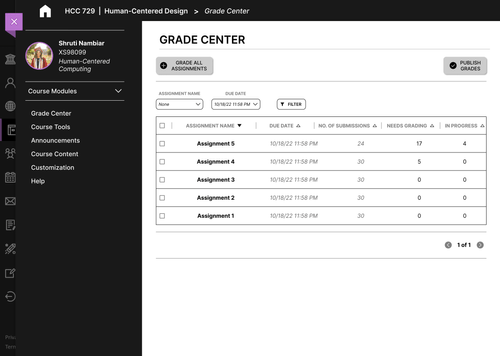 HCC 729 | Human-Centered Design > Grade Center
Shruti Nambiar
XS98099
Human-Centered
Computing
Course Modules
Grade Center
Course Tools
Announcements
Course Content
Customization
Help
GRADE CENTER
GRADE ALL
ASSIGNMENTS
PUBLISH
GRADES
ASSIGNMENT NAME DUE DATE
None 10/18/22 11:58 PM FILTER
ASSIGNMENT NAME DUE DATE NO. OF SUBMISSIONS NEEDS GRADING IN PROGRESS
Assignment 5 10/18/22 11:58 PM 24 17 4
Assignment 4 10/18/22 11:58 PM 30 5 0
Assignment 3 10/18/22 11:58 PM 30 0 0
Assignment 2 10/18/22 11:58 PM 30 0 0
Assignment 1 10/18/22 11:58 PM 30 0 0
1 of 1